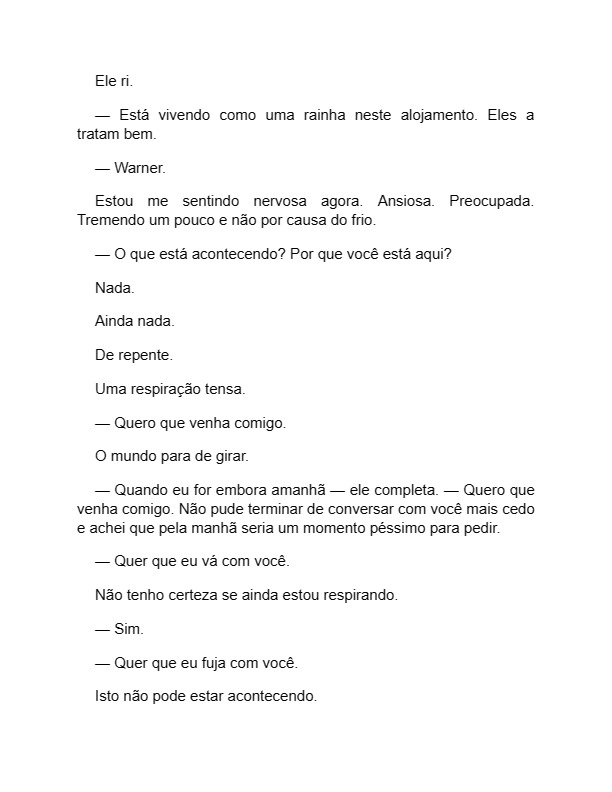 Ele ri.
— Está vivendo como uma rainha neste alojamento. Eles a
tratam bem.
— Warner.
Estou me sentindo nervosa agora. Ansiosa. Preocupada.
Tremendo um pouco e não por causa do frio.
— O que está acontecendo? Por que você está aqui?
Nada.
Ainda nada.
De repente.
Uma respiração tensa.
— Quero que venha comigo.
O mundo para de girar.
— Quando eu for embora amanhã — ele completa. — Quero que
venha comigo. Não pude terminar de conversar com você mais cedo
e achei que pela manhã seria um momento péssimo para pedir.
— Quer que eu vá com você.
Não tenho certeza se ainda estou respirando.
— Sim.
— Quer que eu fuja com você.
Isto não pode estar acontecendo.